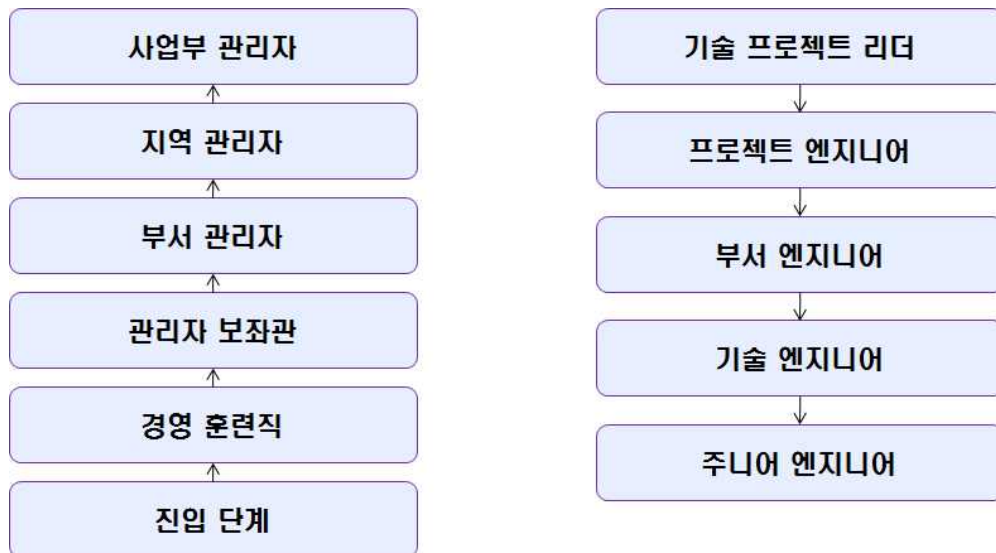 사업부 관리자
지역 관리자
부서 관리자
관리자 보좌관
경영 훈련직
진입 단계
기술 프로젝트 리더
프로젝트 엔지니어
부서 엔지니어
기술 엔지니어
주니어 엔지니어